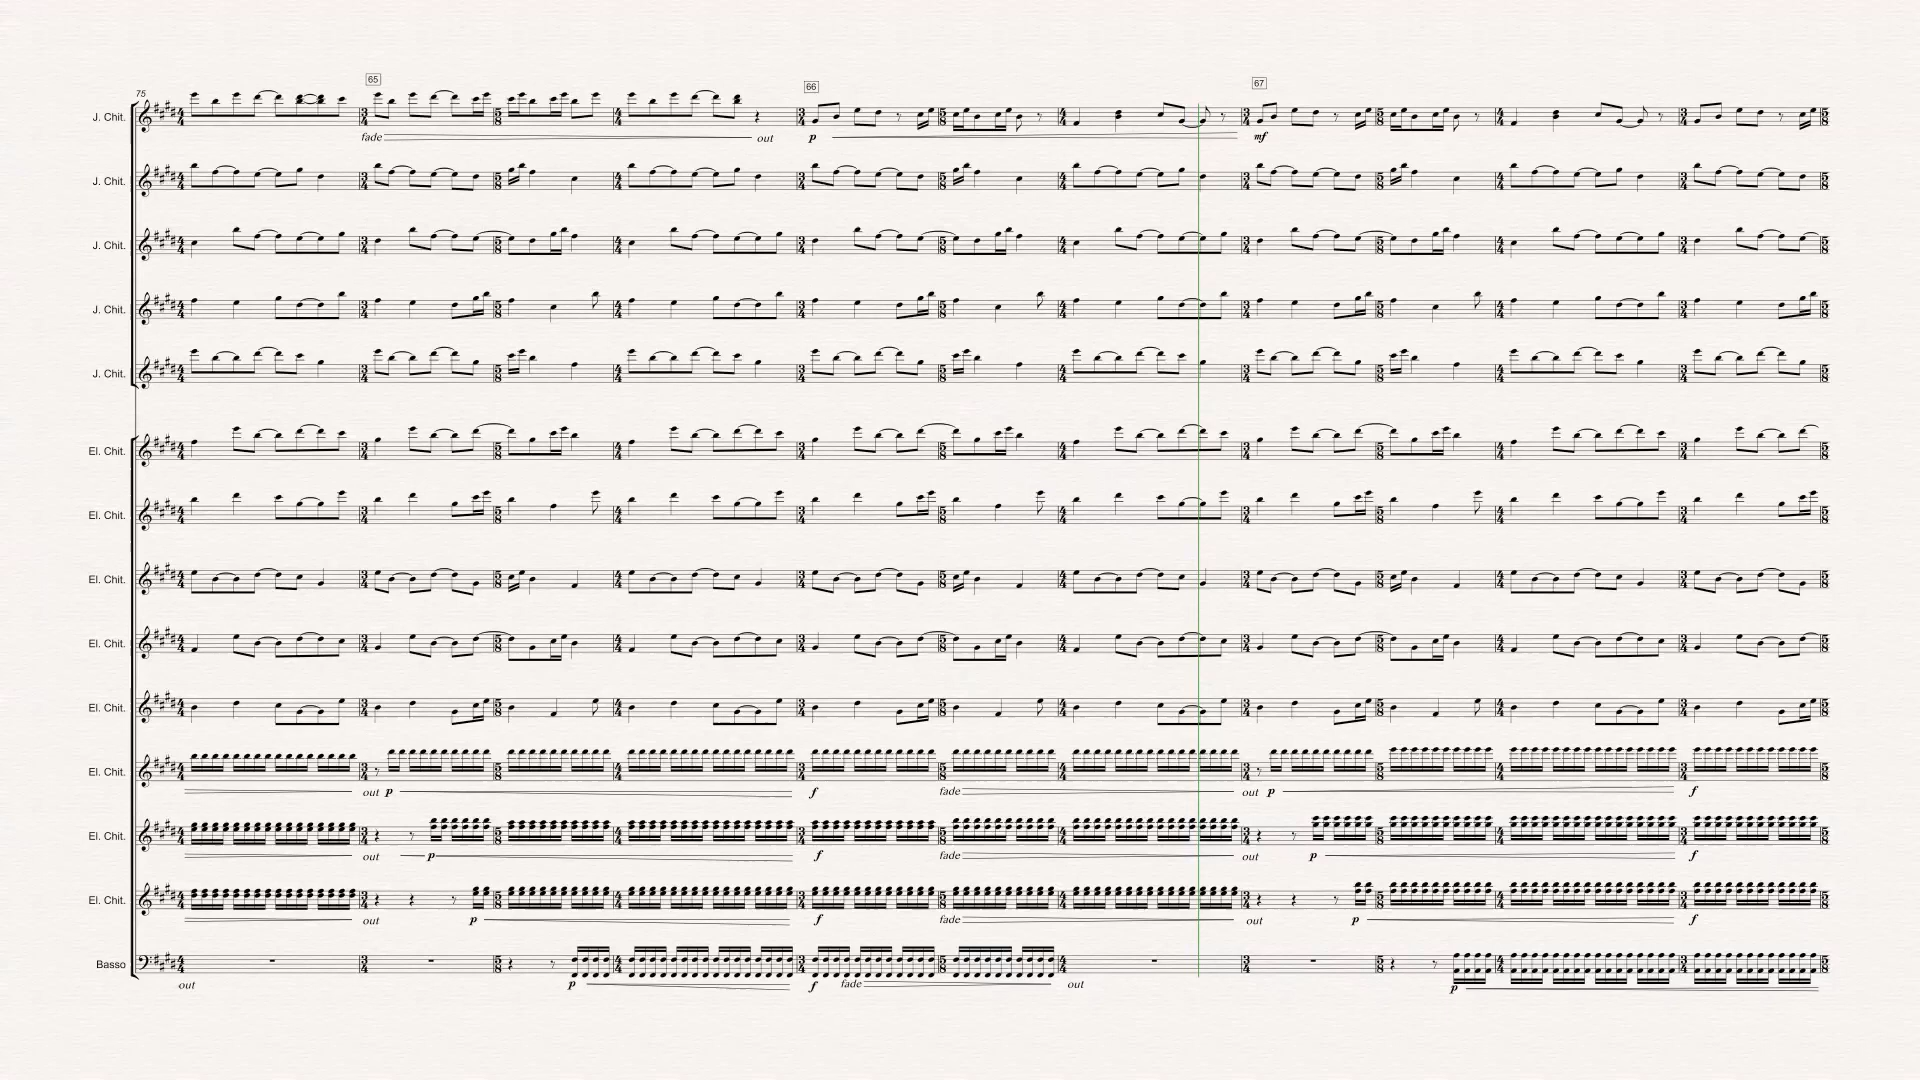 65 66 67
75
J. Chit.
fade out p mf
J. Chit.
J. Chit.
J. Chit.
J. Chit.
El. Chit.
El. Chit.
El. Chit.
El. Chit.
El. Chit.
El. Chit.
out p f fade out p f
El. Chit.
out p f fade out p f
El. Chit.
out p f fade out p f
Basso
out p f fade out p